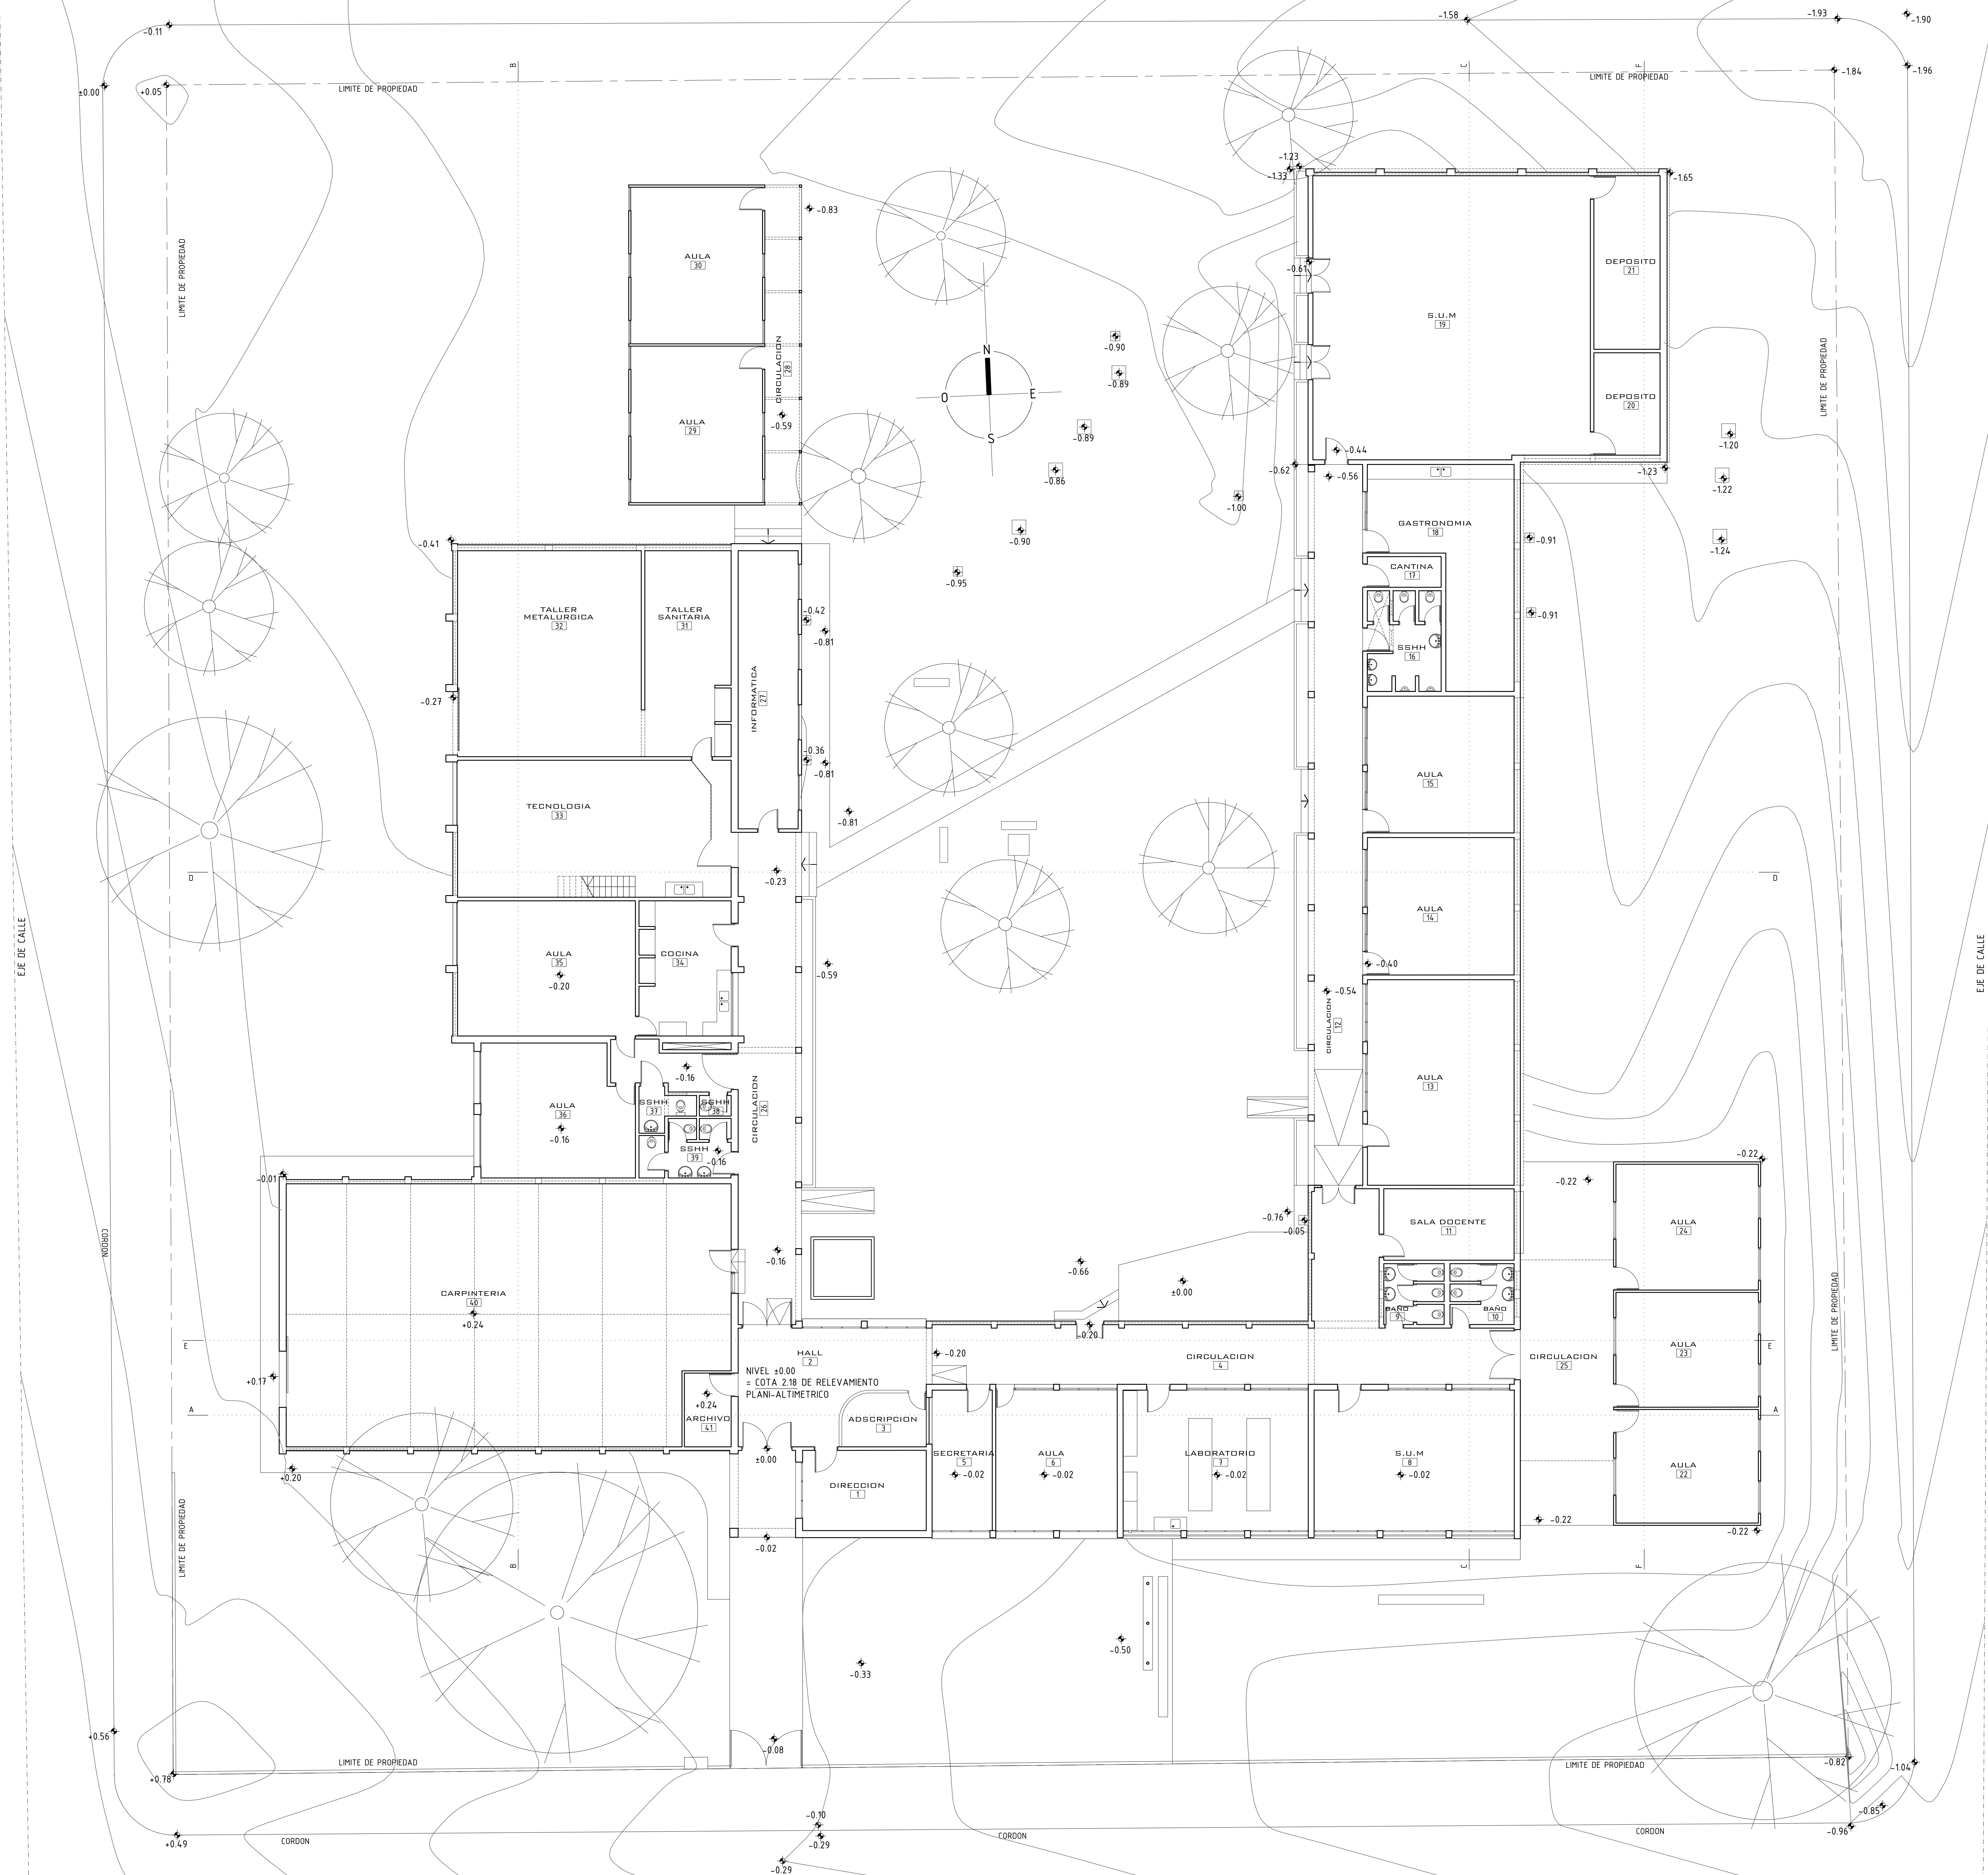 -0.11
-1.58
-1.93
-1.90
±0.00
+0.05
LIMITE DE PROPIEDAD
B
C
F
LIMITE DE PROPIEDAD
-1.84
-1.96
-1.23
-1.33
-1.65
-0.83
LIMITE DE PROPIEDAD
AULA
30
-0.61
DEPOSITO
21
S.U.M
19
CIRCULACION
28
N
O
E
S
-0.90
-0.89
LIMITE DE PROPIEDAD
AULA
29
-0.59
-0.89
DEPOSITO
20
-1.20
-0.44
-0.62
-0.56
-1.23
-1.22
-0.86
-1.00
-0.90
GASTRONOMIA
18
-0.91
-1.24
-0.41
CANTINA
17
-0.95
TALLER
METALURGICA
32
TALLER
SANITARIA
31
-0.42
-0.81
-0.91
SSHH
16
INFORMATICA
27
-0.27
-0.36
-0.81
AULA
15
TECNOLOGIA
33
-0.81
D
-0.23
D
AULA
14
EJE DE CALLE
EJE DE CALLE
AULA
35
-0.20
COCINA
34
-0.59
-0.40
-0.54
CIRCULACION
12
-0.16
AULA
13
AULA
36
-0.16
SSHH
37
SSHH
38
CIRCULACION
26
SSHH
39
-0.16
-0.01
-0.22
-0.22
-0.76
-0.05
SALA DOCENTE
11
AULA
24
CORDON
-0.16
-0.66
±0.00
LIMITE DE PROPIEDAD
CARPINTERIA
40
+0.24
BAÑO
9
BAÑO
10
-0.20
E
E
HALL
2
-0.20
CIRCULACION
4
CIRCULACION
25
AULA
23
NIVEL ±0.00
= COTA 2.18 DE RELEVAMIENTO
PLANI-ALTIMETRICO
+0.17
+0.24
ARCHIVO
41
A
A
ADSCRIPCION
3
±0.00
SECRETARIA
5
-0.02
AULA
6
-0.02
LABORATORIO
7
-0.02
S.U.M
8
-0.02
AULA
22
+0.20
DIRECCION
1
-0.02
-0.22
-0.22
LIMITE DE PROPIEDAD
B
C
F
-0.50
-0.33
+0.56
-0.08
LIMITE DE PROPIEDAD
LIMITE DE PROPIEDAD
+0.78
-0.82
-1.04
-0.85
-0.10
-0.29
-0.96
+0.49
CORDON
CORDON
CORDON
-0.29